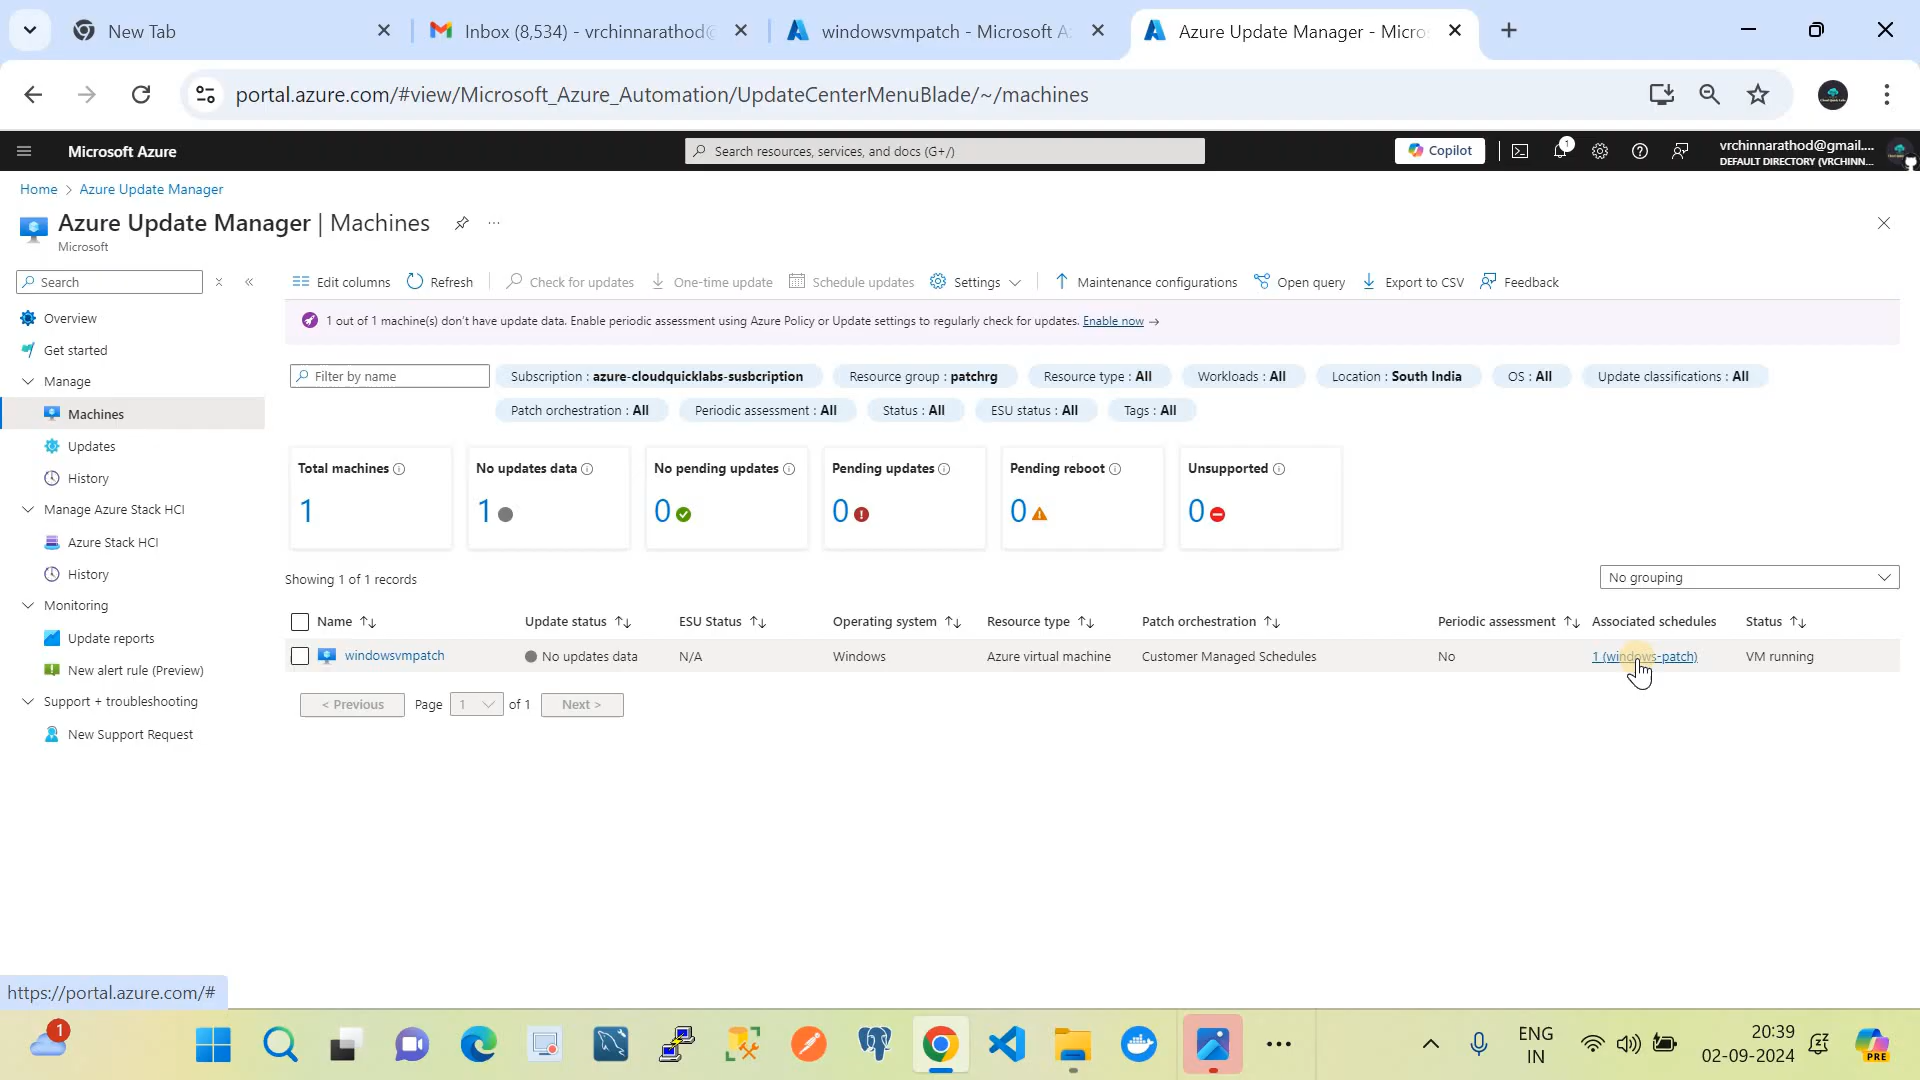 New Tab
Inbox (8,534) - vrchinnarathod@
windowsvmpatch - Microsoft A
Azure Update Manager - Micro
portal.azure.com/#view/Microsoft_Azure_Automation/UpdateCenterMenuBlade/~/machines
Microsoft Azure
Search resources, services, and docs (G+/)
Copilot
1
vrchinnarathod@gmail....
DEFAULT DIRECTORY (VRCHINN...
Home > Azure Update Manager
Azure Update Manager | Machines
Microsoft
Search
Edit columns
Refresh
Check for updates
One-time update
Schedule updates
Settings
Maintenance configurations
Open query
Export to CSV
Feedback
Overview
Get started
Manage
Machines
Updates
History
Manage Azure Stack HCI
Azure Stack HCI
History
Monitoring
Update reports
New alert rule (Preview)
Support + troubleshooting
New Support Request
1 out of 1 machine(s) don't have update data. Enable periodic assessment using Azure Policy or Update settings to regularly check for updates. Enable now →
Filter by name
Subscription : azure-cloudquicklabs-susbcription
Resource group : patchrg
Resource type : All
Workloads : All
Location : South India
OS : All
Update classifications : All
Patch orchestration : All
Periodic assessment : All
Status : All
ESU status : All
Tags : All
Total machines
1
No updates data
1
No pending updates
0
Pending updates
0
Pending reboot
0
Unsupported
0
Showing 1 of 1 records
No grouping
Name ↑↓ Update status ↑↓ ESU Status ↑↓ Operating system ↑↓ Resource type ↑↓ Patch orchestration ↑↓ Periodic assessment ↑↓ Associated schedules Status ↑↓
windowsvmpatch No updates data N/A Windows Azure virtual machine Customer Managed Schedules No 1 (windows-patch) VM running
< Previous Page 1 of 1 Next >
https://portal.azure.com/#
1
ENG
IN
20:39
02-09-2024
PRE